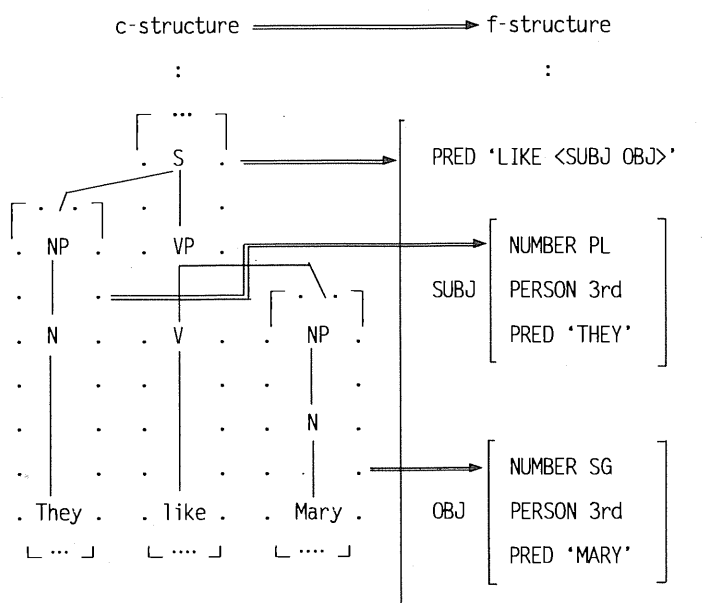 c-structure f-structure
: :
...
S PRED ‘LIKE <SUBJ OBJ>’
NP VP NUMBER PL
SUBJ PERSON 3rd
N V NP PRED ‘THEY’
N
NUMBER SG
They like Mary OBJ PERSON 3rd
... .... .... PRED ‘MARY’